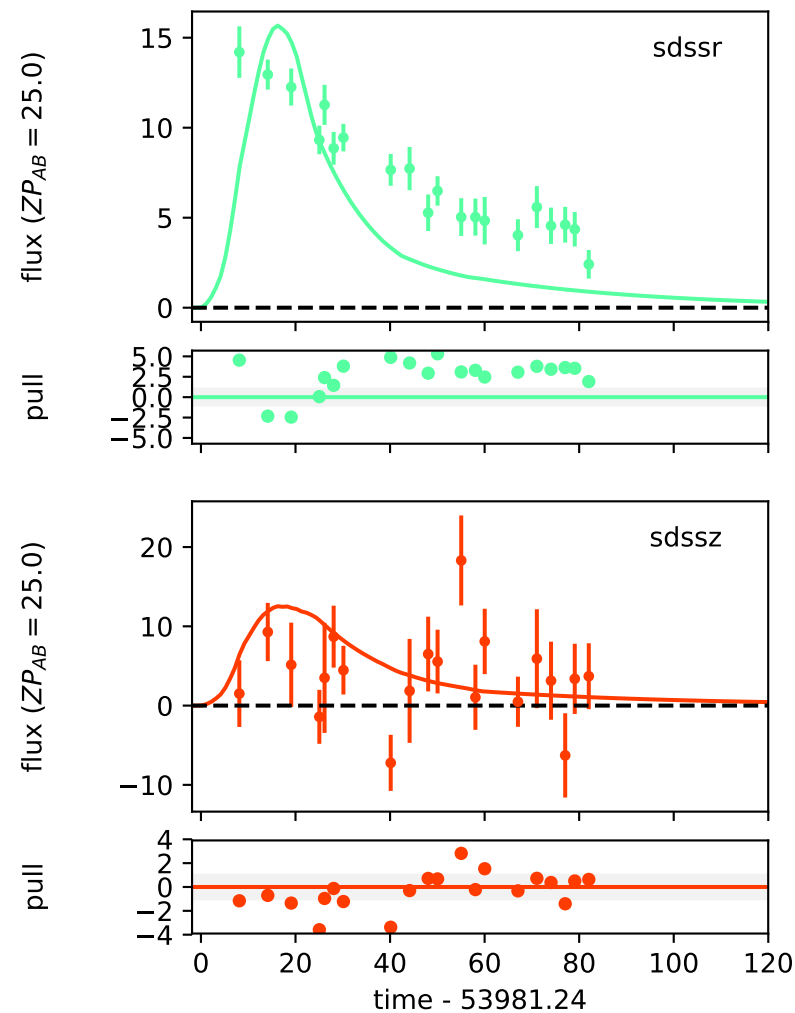 sdssr
flux (ZP_AB = 25.0)
15
10
5
0
pull
5.0
2.5
0.0
−2.5
−5.0
sdssz
flux (ZP_AB = 25.0)
20
10
0
−10
pull
4
2
0
−2
−4
0 20 40 60 80 100 120
time - 53981.24